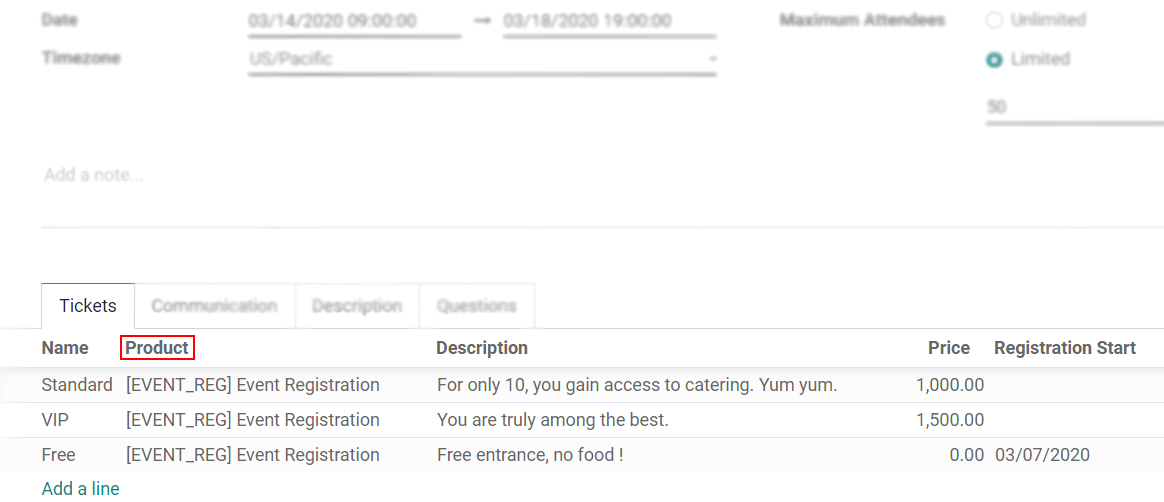 Date 03/14/2020 09:00:00 → 03/18/2020 19:00:00 Maximum Attendees Unlimited
Timezone US/Pacific Limited
50
Add a note...
Tickets Communication Description Questions
Name Product Description Price Registration Start
Standard [EVENT_REG] Event Registration For only 10, you gain access to catering. Yum yum. 1,000.00
VIP [EVENT_REG] Event Registration You are truly among the best. 1,500.00
Free [EVENT_REG] Event Registration Free entrance, no food ! 0.00 03/07/2020
Add a line